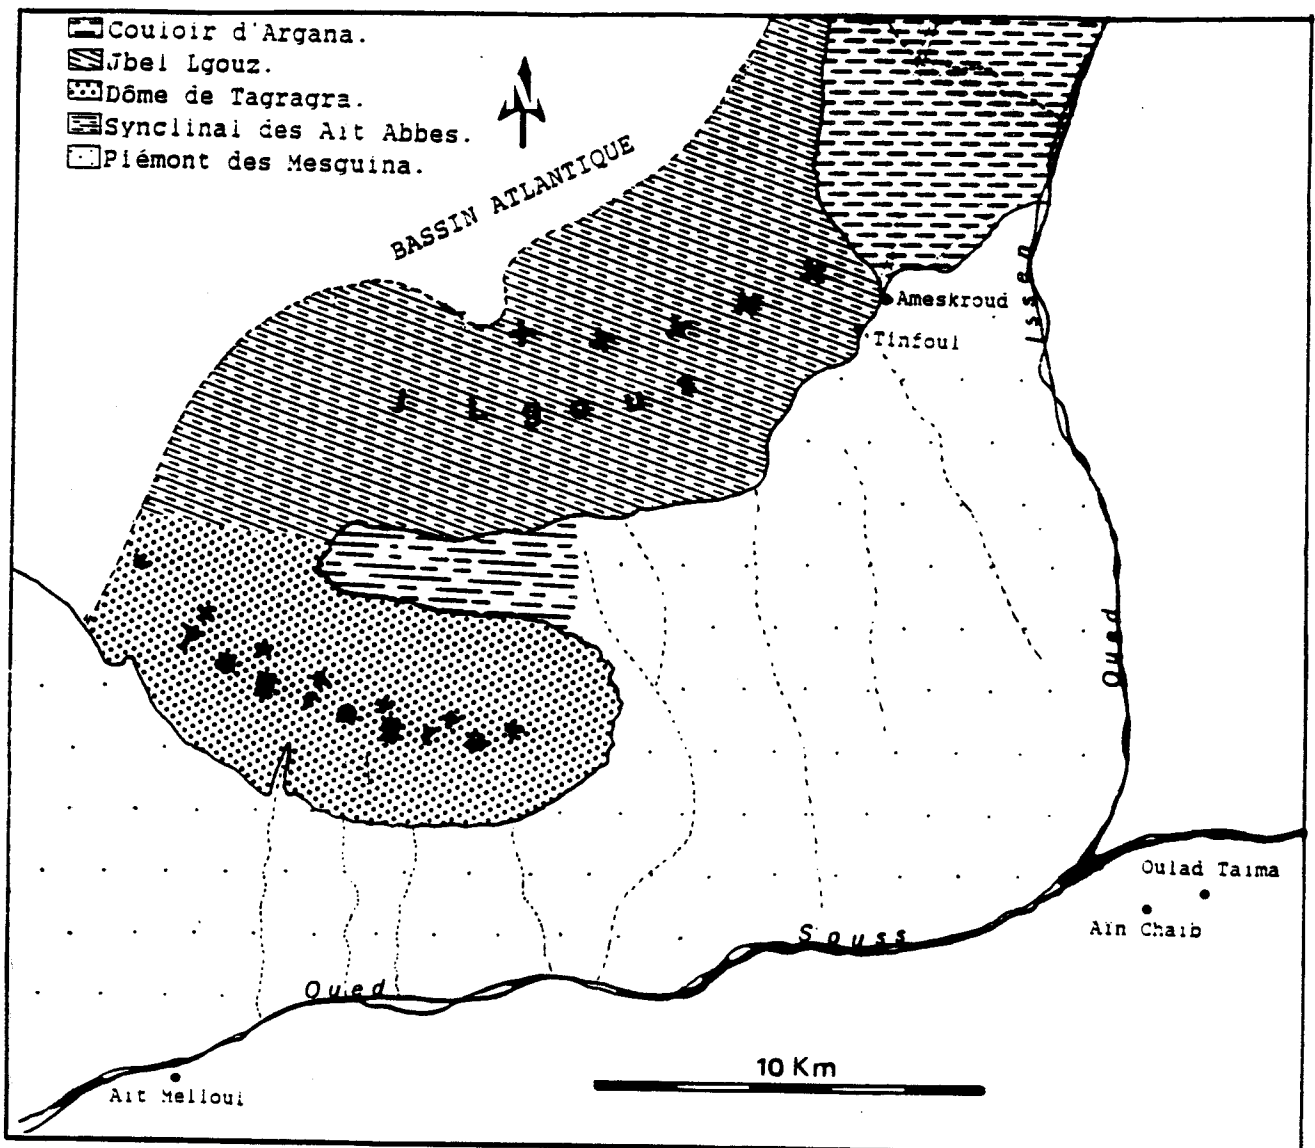 Couloir d'Argana.
Jbel Lgouz.
Dôme de Tagragra.
Synclinal des Ait Abbes.
Piémont des Mesguina.
N
BASSIN ATLANTIQUE
Ameskroud
Tinfoul
Issen
J Lgous
Oued
Oulad Taima
Aïn Chaib
Souss
Oued
10 Km
Ait Melloul